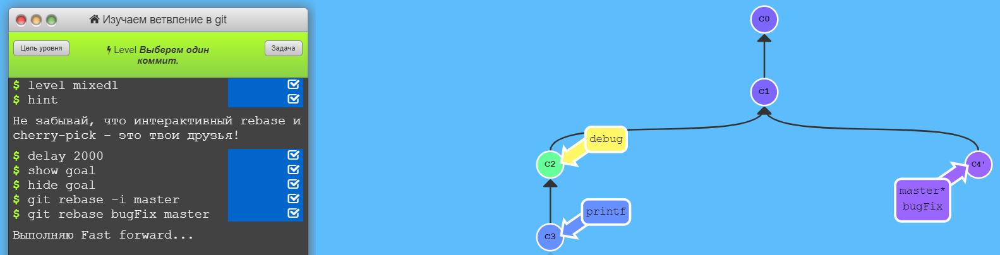 Изучаем ветвление в git
Цель уровня
Level Выберем один
коммит.
Задача
$ level mixed1
$ hint
Не забывай, что интерактивный rebase и
cherry-pick – это твои друзья!
$ delay 2000
$ show goal
$ hide goal
$ git rebase -i master
$ git rebase bugFix master
Выполняю Fast forward...
C0
C1
debug
C2
C4'
master*
bugFix
printf
C3